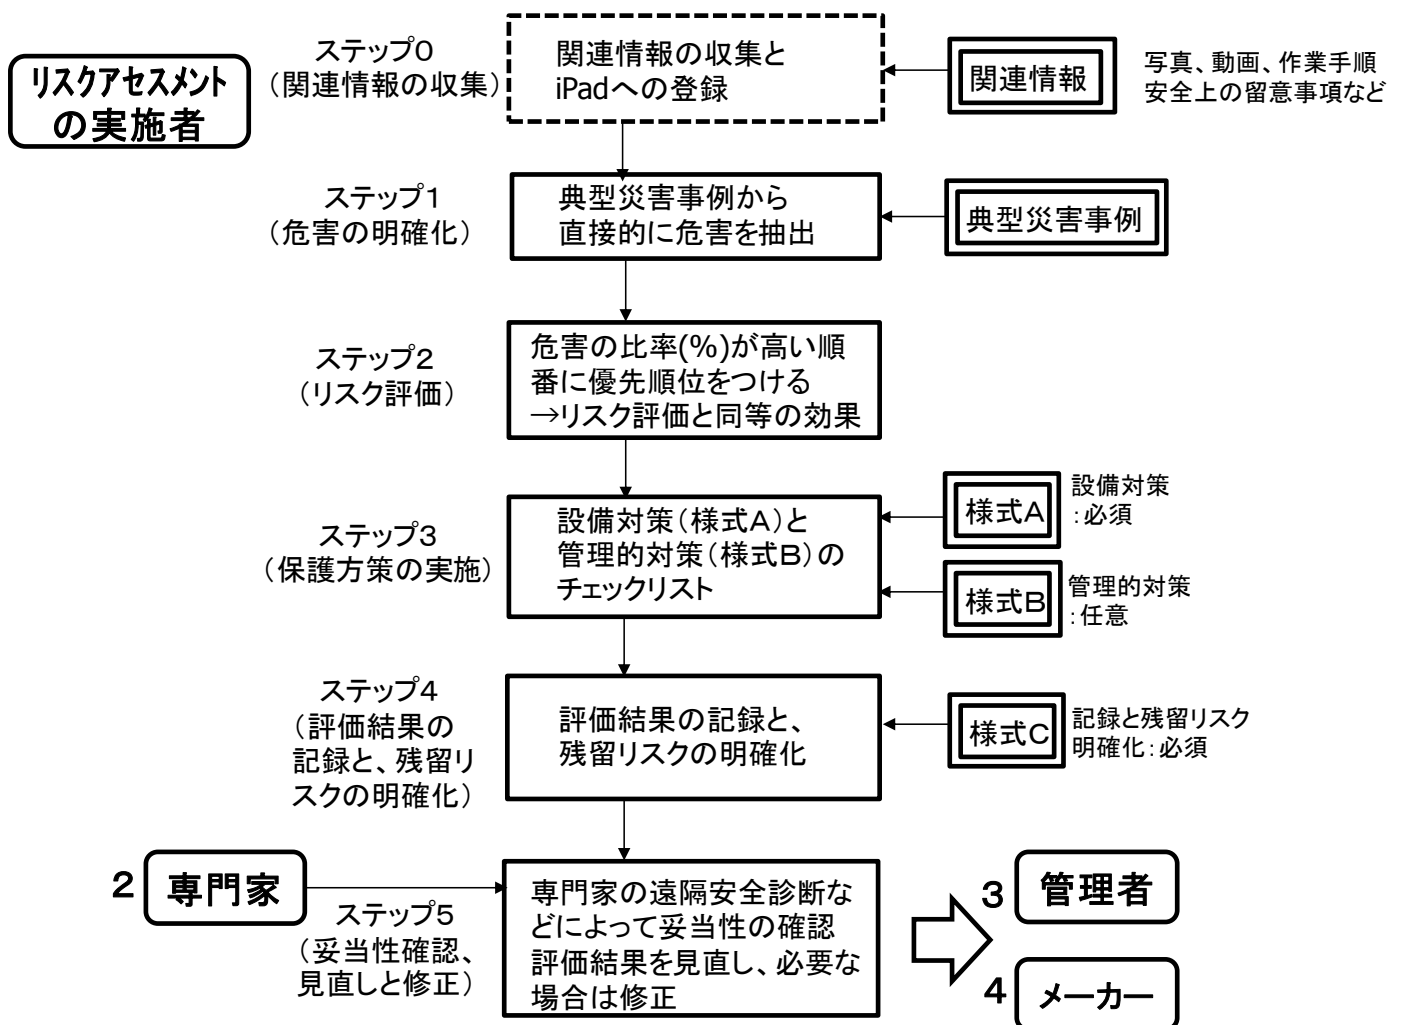 リスクアセスメント
の実施者
ステップ0
（関連情報の収集）
関連情報の収集と
iPadへの登録
関連情報
写真、動画、作業手順
安全上の留意事項など
ステップ1
（危害の明確化）
典型災害事例から
直接的に危害を抽出
典型災害事例
ステップ2
（リスク評価）
危害の比率(%)が高い順
番に優先順位をつける
→リスク評価と同等の効果
ステップ3
（保護方策の実施）
設備対策（様式A）と
管理的対策（様式B）の
チェックリスト
様式A
設備対策
：必須
様式B
管理的対策
：任意
ステップ4
（評価結果の
記録と、残留リ
スクの明確化）
評価結果の記録と、
残留リスクの明確化
様式C
記録と残留リスク
明確化：必須
2 専門家
ステップ5
（妥当性確認、
見直しと修正）
専門家の遠隔安全診断な
どによって妥当性の確認
評価結果を見直し、必要な
場合は修正
3 管理者
4 メーカー